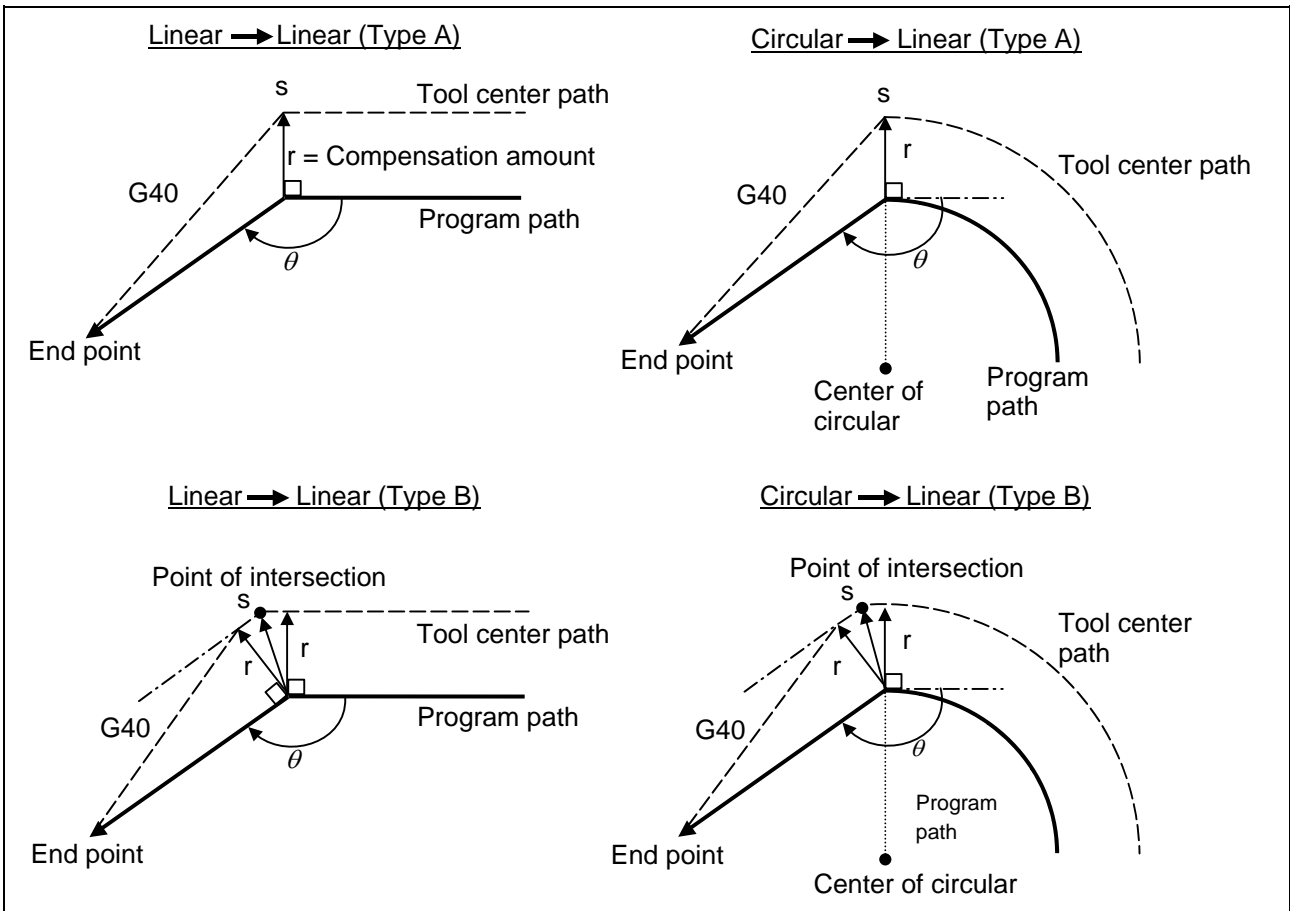 Linear → Linear (Type A)
s
Tool center path
r = Compensation amount
G40
Program path
θ
End point
Circular → Linear (Type A)
s
r
Tool center path
G40
θ
End point
Center of
circular
Program
path
Linear → Linear (Type B)
Point of intersection
s
Tool center path
r
r
G40
Program path
θ
End point
Circular → Linear (Type B)
Point of intersection
s
Tool center
path
r
r
G40
θ
Program
path
End point
Center of circular